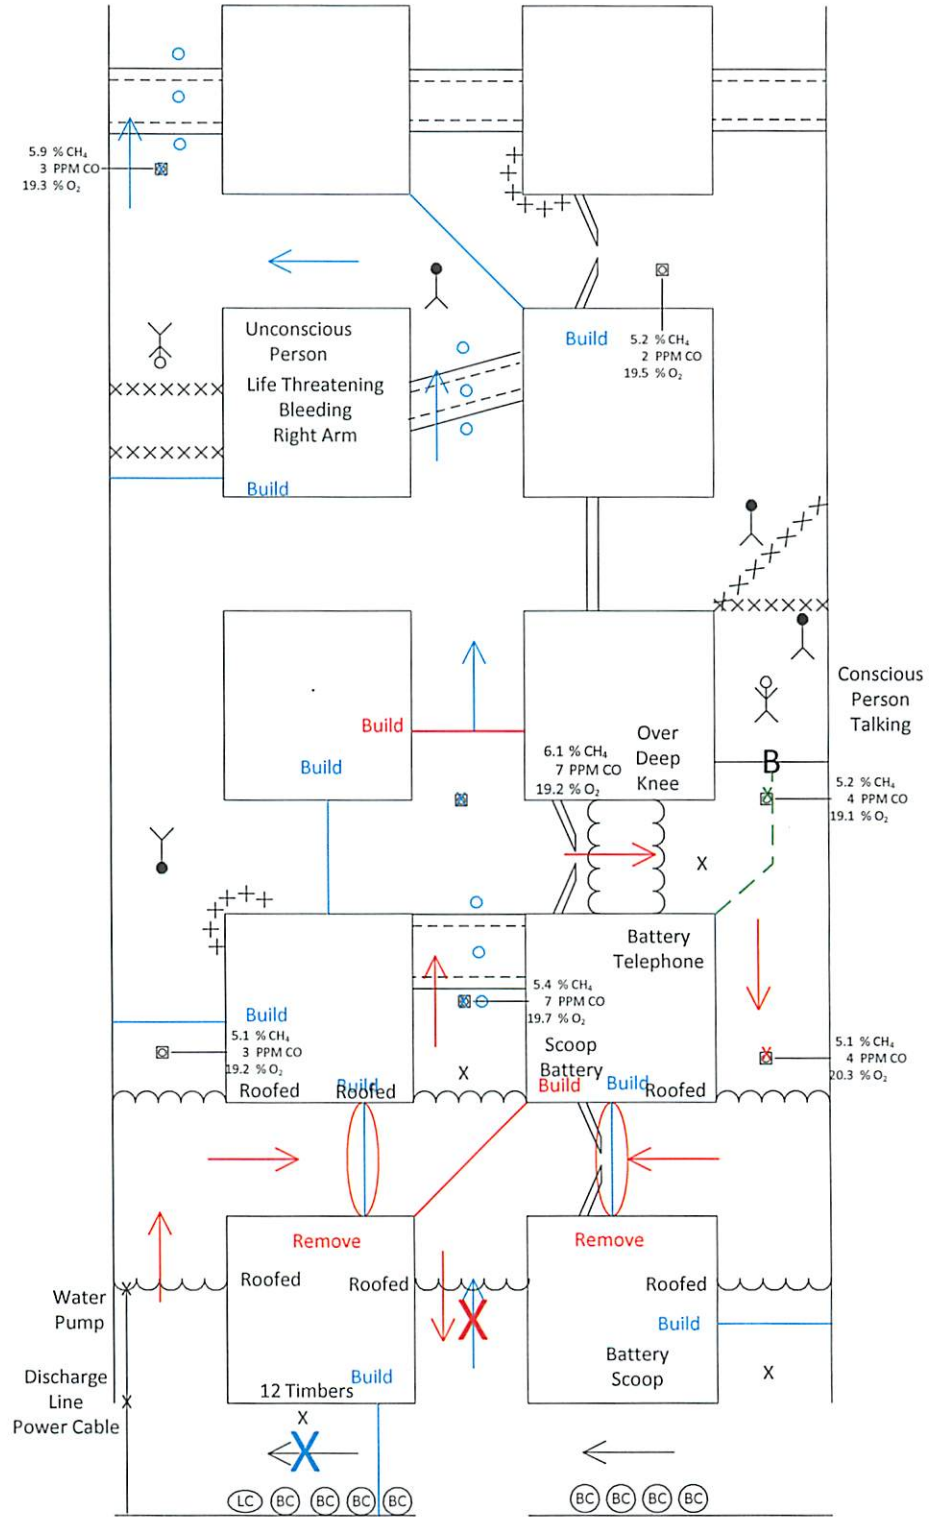 5.9 % CH₄
3 PPM CO
19.3 % O₂
Unconscious
Person
Life Threatening
Bleeding
Right Arm
Build
Build
5.2 % CH₄
2 PPM CO
19.5 % O₂
Conscious
Person
Talking
Build
Build
Over
Deep
Knee
6.1 % CH₄
7 PPM CO
19.2 % O₂
B
5.2 % CH₄
4 PPM CO
19.1 % O₂
X
X
Battery
Telephone
5.4 % CH₄
7 PPM CO
19.7 % O₂
Build
5.1 % CH₄
3 PPM CO
19.2 % O₂
Scoop
Battery
X
X
5.1 % CH₄
4 PPM CO
20.3 % O₂
Roofed
Build
Roofed
Build
Build
Roofed
Remove
Remove
Roofed
Roofed
Roofed
Water
Pump
X
Build
Build
Battery
Scoop
X
Discharge
Line
Power Cable
12 Timbers
X
X
LC BC BC BC BC
BC BC BC BC